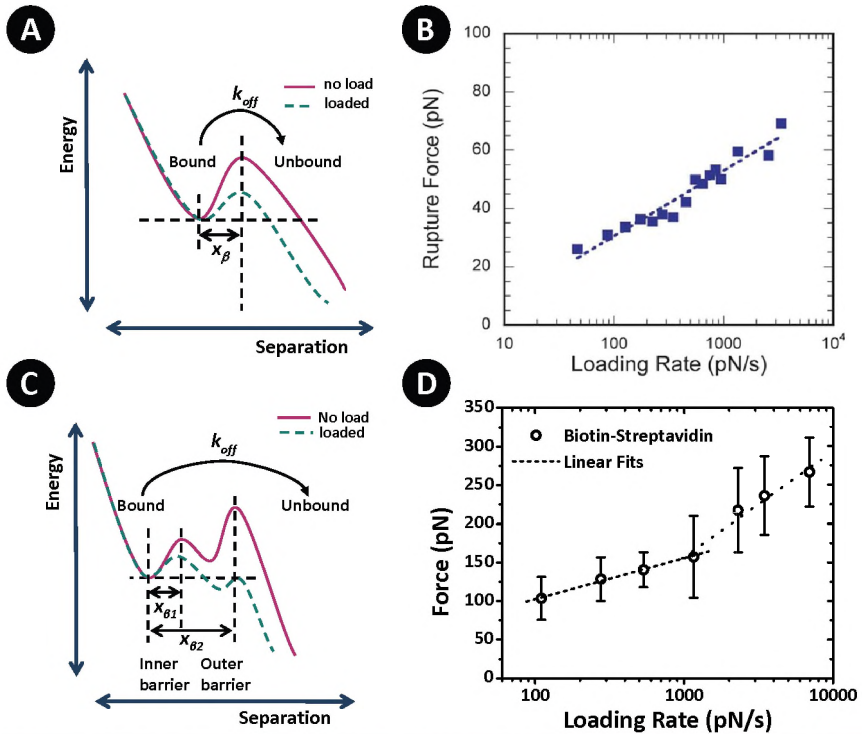 A
no load
loaded
k_off
Bound
Unbound
x_β
Energy
Separation
B
100
80
60
40
20
0
Rupture Force (pN)
10
100
1000
10⁴
Loading Rate (pN/s)
C
No load
loaded
k_off
Bound
Unbound
x_β1
x_β2
Inner
barrier
Outer
barrier
Energy
Separation
D
350
300
250
200
150
100
50
0
Force (pN)
Biotin-Streptavidin
Linear Fits
100
1000
10000
Loading Rate (pN/s)